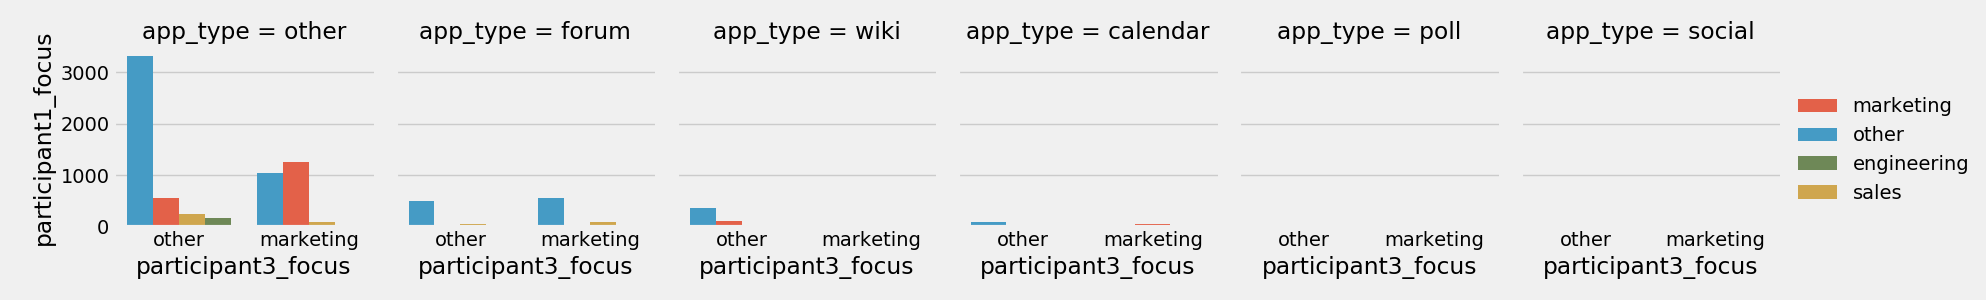 app_type = other
app_type = forum
app_type = wiki
app_type = calendar
app_type = poll
app_type = social
participant1_focus
3000
2000
1000
0
other marketing
other marketing
other marketing
other marketing
other marketing
other marketing
participant3_focus
participant3_focus
participant3_focus
participant3_focus
participant3_focus
participant3_focus
marketing
other
engineering
sales